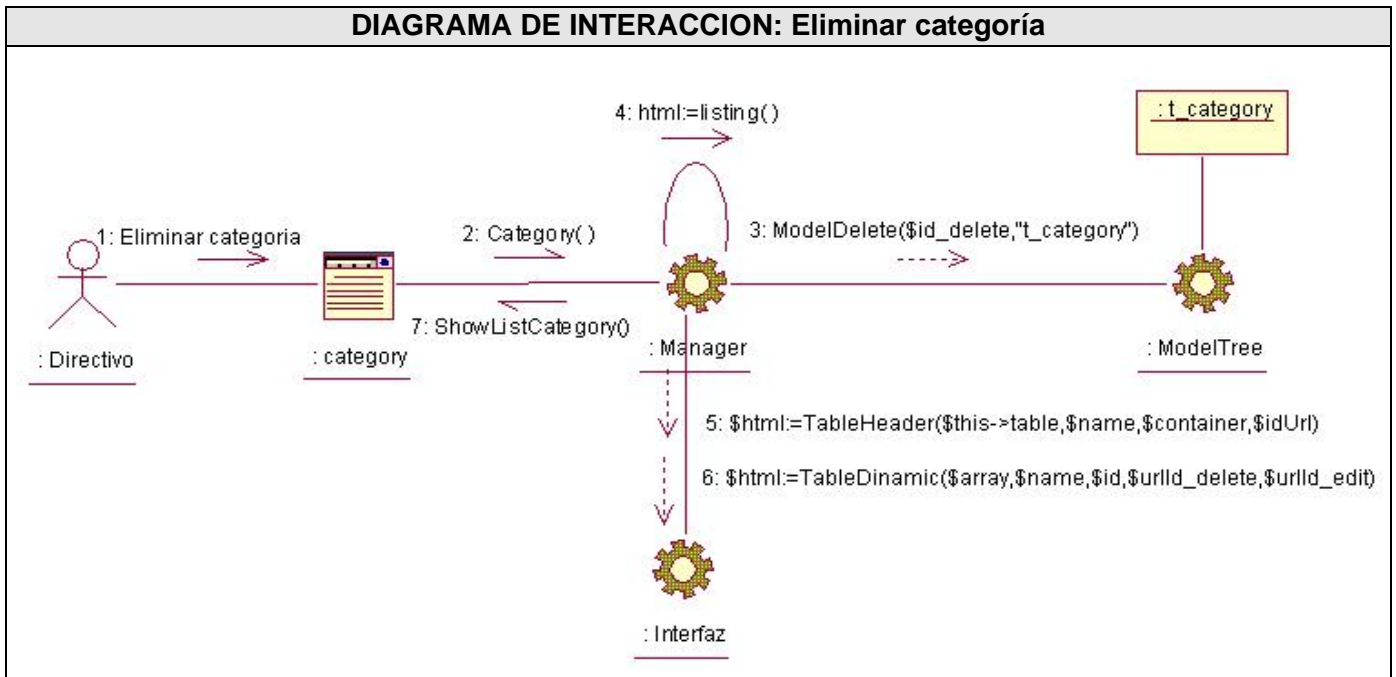 DIAGRAMA DE INTERACCION: Eliminar categoría
4: html:=listing()
: t_category
1: Eliminar categoria
2: Category( )
3: ModelDelete($id_delete,"t_category")
7: ShowListCategory()
: Directivo
: category
: Manager
: ModelTree
5: $html:=TableHeader($this->table,$name,$container,$idUrl)
6: $html:=TableDinamic($array,$name,$id,$urlId_delete,$urlId_edit)
: Interfaz